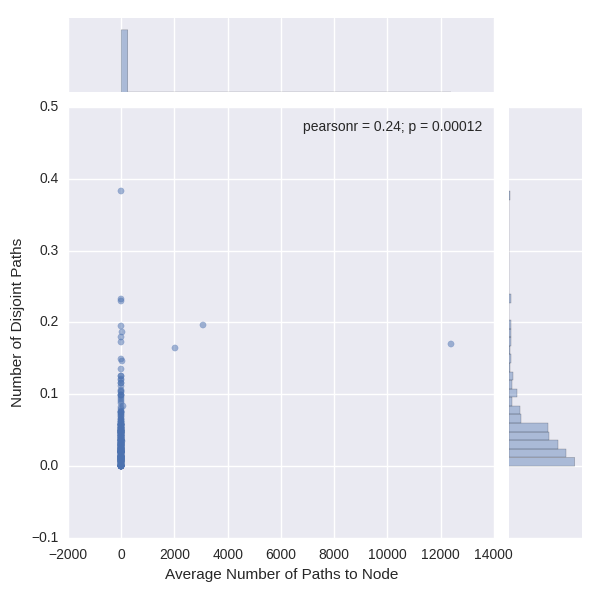 pearsonr = 0.24; p = 0.00012
0.5
0.4
0.3
0.2
0.1
0.0
−0.1
Number of Disjoint Paths
−2000 0 2000 4000 6000 8000 10000 12000 14000
Average Number of Paths to Node